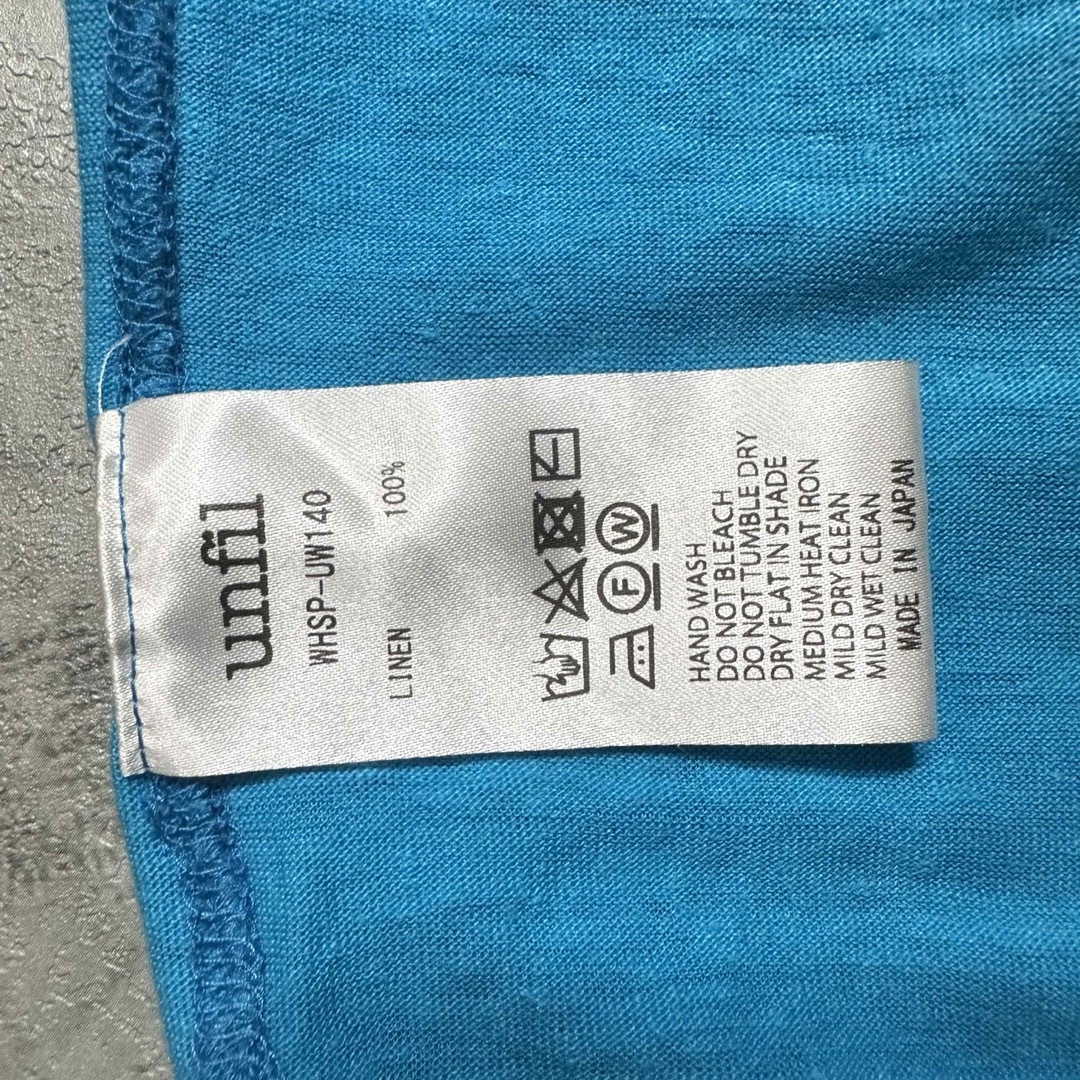 unfil
WHSP-UW140
LINEN 100%
F W
HAND WASH
DO NOT BLEACH
DO NOT TUMBLE DRY
DRY FLAT IN SHADE
MEDIUM HEAT IRON
MILD DRY CLEAN
MILD WET CLEAN
MADE IN JAPAN